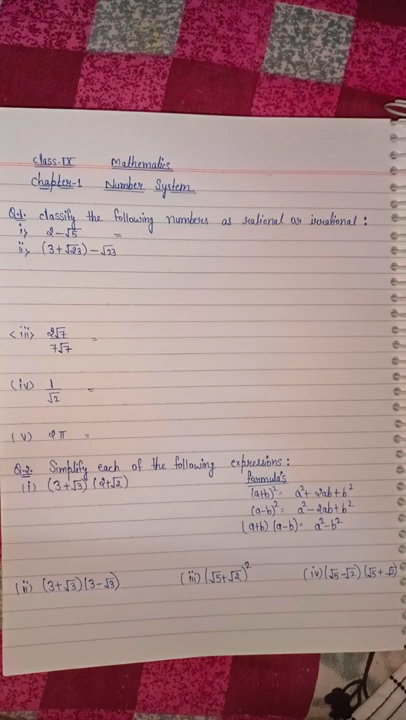 Class-IX Mathematics
Chapter-1 Number System
Q-1. Classify the following numbers as rational or irrational :
i> 2-√5 =
ii> (3+√23)-√23
<iii> 2√7/7√7 =
(iv) 1/√2 =
(v) 2π =
Q-2. Simplify each of the following expressions :
(i) (3+√3) (2+√2)
Formula's
(a+b)² = a²+2ab+b²
(a-b)² = a²-2ab+b²
(a+b) (a-b) = a²-b²
(ii) (3+√3)(3-√3) (iii) (√5+√2)² (iv) (√5-√2)(√5+√2)